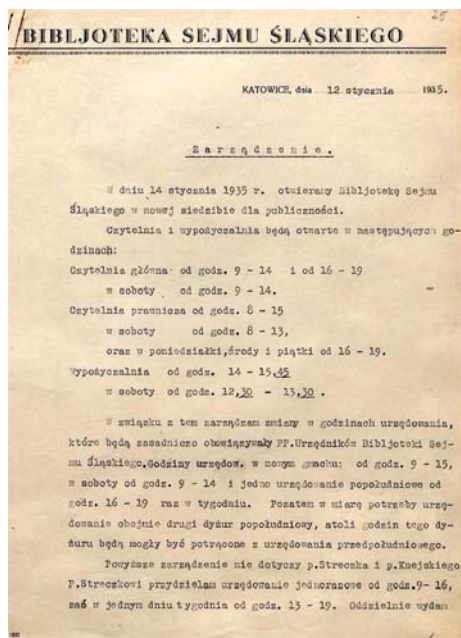 25
BIBLJOTEKA SEJMU ŚLĄSKIEGO
KATOWICE, dnia 12 stycznia 1935.
Zarządzenie.
W dniu 14 stycznia 1935 r. otwieramy Bibljotekę Sejmu
Śląskiego w nowej siedzibie dla publiczności.
Czytelnia i wypożyczalnia będą otwarte w następujących go-
dzinach:
Czytelnia główna od godz. 9 - 14 i od 16 - 19
w soboty od godz. 9 - 14.
Czytelnia prawnicza od godz. 8 - 15
w soboty od godz. 8 - 13,
oraz w poniedziałki,środy i piątki od 16 - 19.
Wypożyczalnia od godz. 14 - 15,45
w soboty od godz. 12,30 - 13,30 .
W związku z tem zarządzam zmiany w godzinach urzędowania,
które będą zasadniczo obowiązywały PP.Urzędników Bibljoteki Sej-
mu Śląskiego.Godziny urzędow. w nowym gmachu: od godz. 9 - 15,
w soboty od godz. 9 - 14 i jedno urzędowanie popołudniowe od
godz. 16 - 19 raz w tygodniu. Pozatem w miarę potrzeby urzę-
dowanie obejmie drugi dyżur popołudniowy, atoli godzin tego dy-
żuru będą mogły być potrącone z urzędowania przedpołudniowego.
Powyższe zarządzenie nie dotyczy p.Streczka i p.Knejskiego
P.Streczkowi przydzielam urzędowanie jednorazowe od godz.9- 16,
zaś w jednym dniu tygodnia od godz. 13 - 19. Oddzielnie wydam